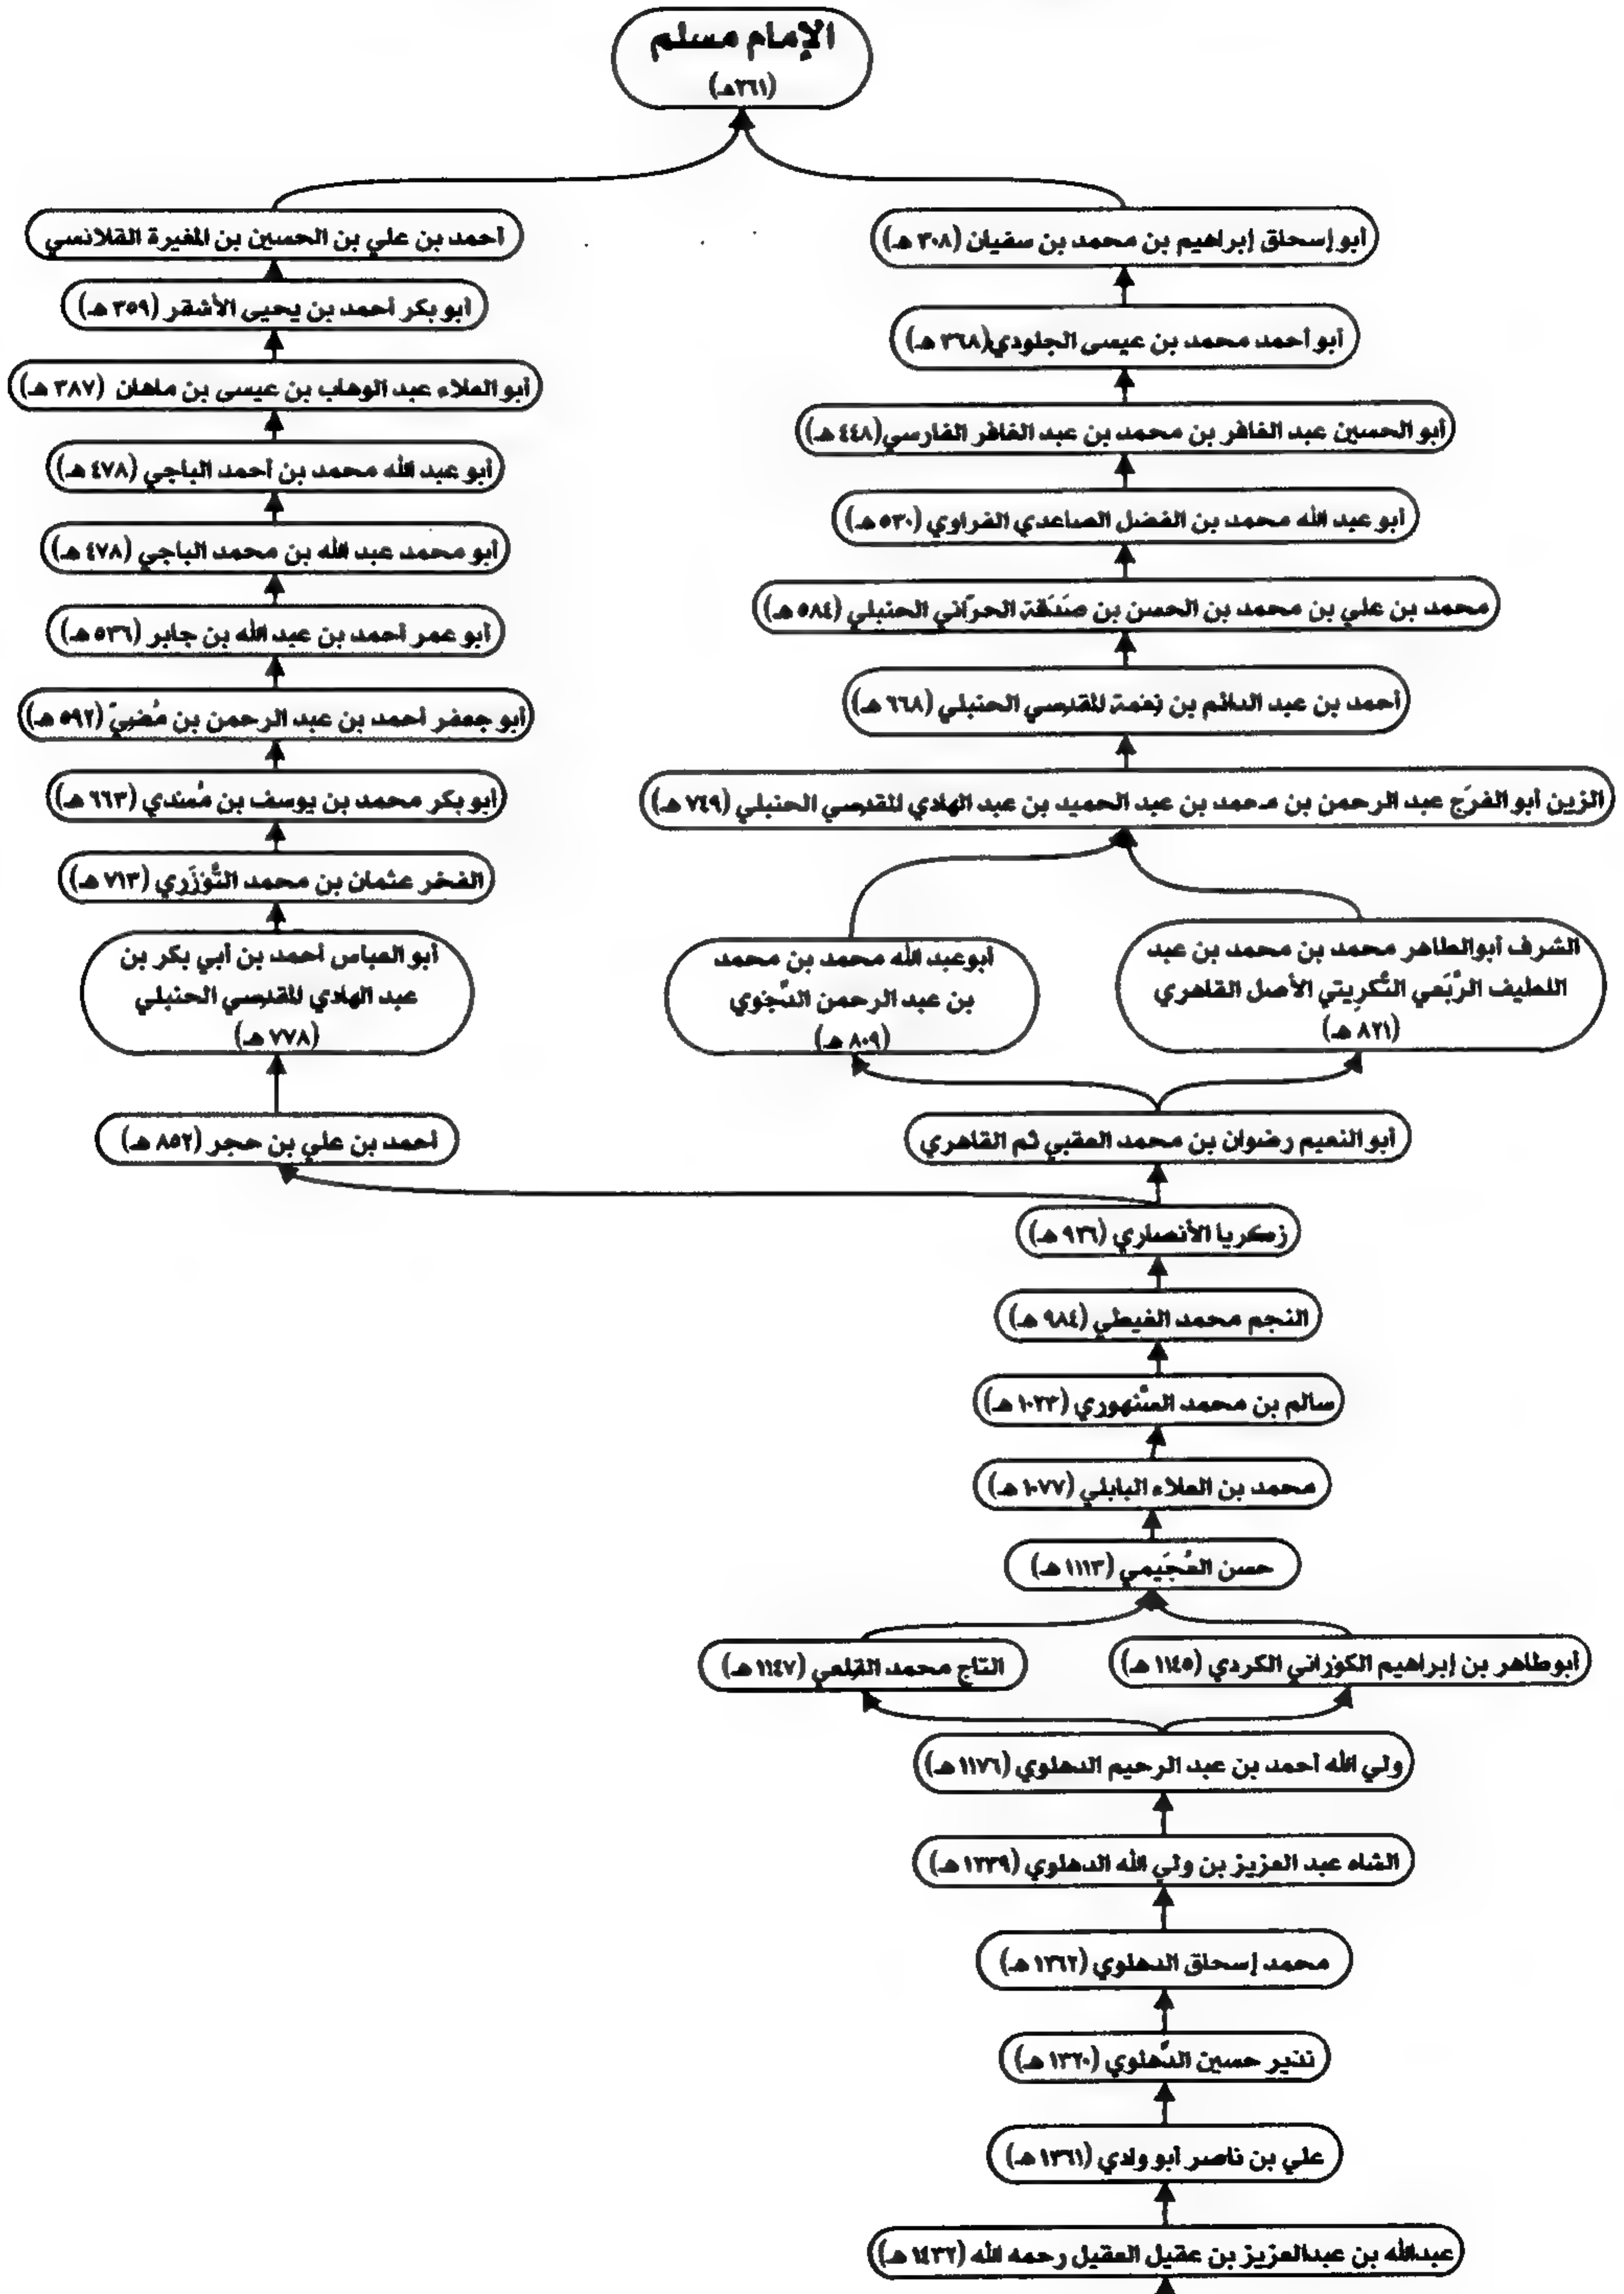 الإمام مسلم
(٢٦١هـ)
أبو إسحاق إبراهيم بن محمد بن سفيان (٣٠٨ هـ)
أبو أحمد محمد بن عيسى الجلودي(٣٦٨ هـ)
أبو الحسين عبد الغافر بن محمد بن عبد الغافر الفارسي(٤٤٨ هـ)
أبو عبد الله محمد بن الفضل الصاعدي الفراوي (٥٣٠ هـ)
محمد بن علي بن محمد بن الحسن بن صَدَقة الحرّاني الحنبلي (٥٨٤ هـ)
أحمد بن عبد الدائم بن نعمة المقدسي الحنبلي (٦٦٨ هـ)
الزين أبو الفرَج عبد الرحمن بن محمد بن عبد الحميد بن عبد الهادي المقدسي الحنبلي (٧٤٩ هـ)
الشرف أبوالطاهر محمد بن محمد بن عبد
اللطيف الرَّبَعي التَّكرِيتي الأصل القاهري
(٨٢١ هـ)
أبوعبد الله محمد بن محمد
بن عبد الرحمن الدَّجْوي
(٨٠٩ هـ)
أبو النعيم رضوان بن محمد العقبي ثم القاهري
أحمد بن علي بن الحسين بن المغيرة القلانسي
أبو بكر أحمد بن يحيى الأشقر (٣٥٩ هـ)
أبو العلاء عبد الوهاب بن عيسى بن ماهان (٣٨٧ هـ)
أبو عبد الله محمد بن أحمد الباجي (٤٧٨ هـ)
أبو محمد عبد الله بن محمد الباجي (٤٧٨ هـ)
أبو عمر أحمد بن عبد الله بن جابر (٥٣٦ هـ)
أبو جعفر أحمد بن عبد الرحمن بن مُضيّ (٥٩٢ هـ)
أبو بكر محمد بن يوسف بن مُسدي (٦٦٣ هـ)
الفخر عثمان بن محمد التَّوْزَري (٧١٣ هـ)
أبو العباس أحمد بن أبي بكر بن
عبد الهادي المقدسي الحنبلي
(٧٧٨ هـ)
أحمد بن علي بن حجر (٨٥٢ هـ)
زكريا الأنصاري (٩٢٦ هـ)
النجم محمد الغيطي (٩٨٤ هـ)
سالم بن محمد السَّنْهوري (١٠٢٣ هـ)
محمد بن العلاء البابلي (١٠٧٧ هـ)
حسن العُجَيمي (١١١٣ هـ)
أبوطاهر بن إبراهيم الكوراني الكردي (١١٤٥ هـ)
التاج محمد القلعي (١١٤٧ هـ)
ولي الله أحمد بن عبد الرحيم الدهلوي (١١٧٦ هـ)
الشاه عبد العزيز بن ولي الله الدهلوي (١٢٣٩ هـ)
محمد إسحاق الدهلوي (١٢٦٢ هـ)
نذير حسين الدَّهلوي (١٣٢٠ هـ)
علي بن ناصر أبو وادي (١٣٦١ هـ)
عبدالله بن عبدالعزيز بن عقيل العقيل رحمه الله (١٤٣٢ هـ)